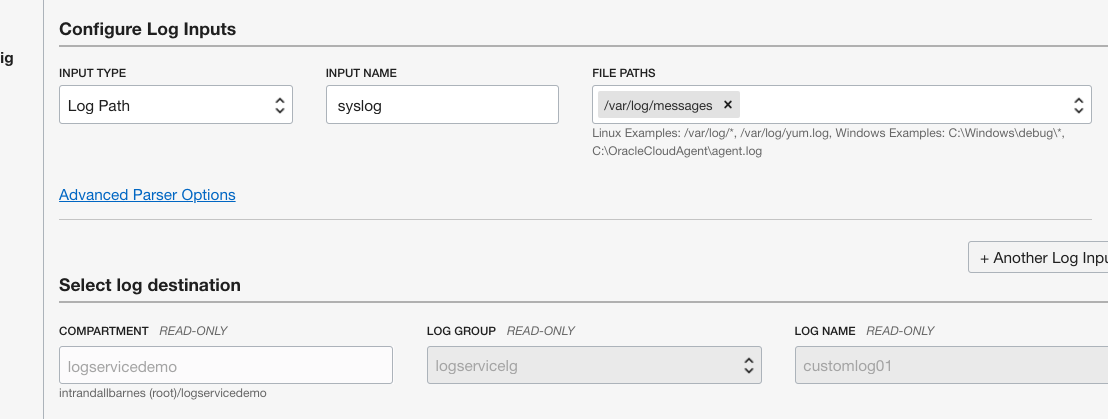 Configure Log Inputs
ig
INPUT TYPE
INPUT NAME
FILE PATHS
Log Path
syslog
/var/log/messages ×
Linux Examples: /var/log/*, /var/log/yum.log, Windows Examples: C:\Windows\debug\*,
C:\OracleCloudAgent\agent.log
Advanced Parser Options
+ Another Log Inpu
Select log destination
COMPARTMENT READ-ONLY
LOG GROUP READ-ONLY
LOG NAME READ-ONLY
logservicedemo
logservicelg
customlog01
intrandallbarnes (root)/logservicedemo